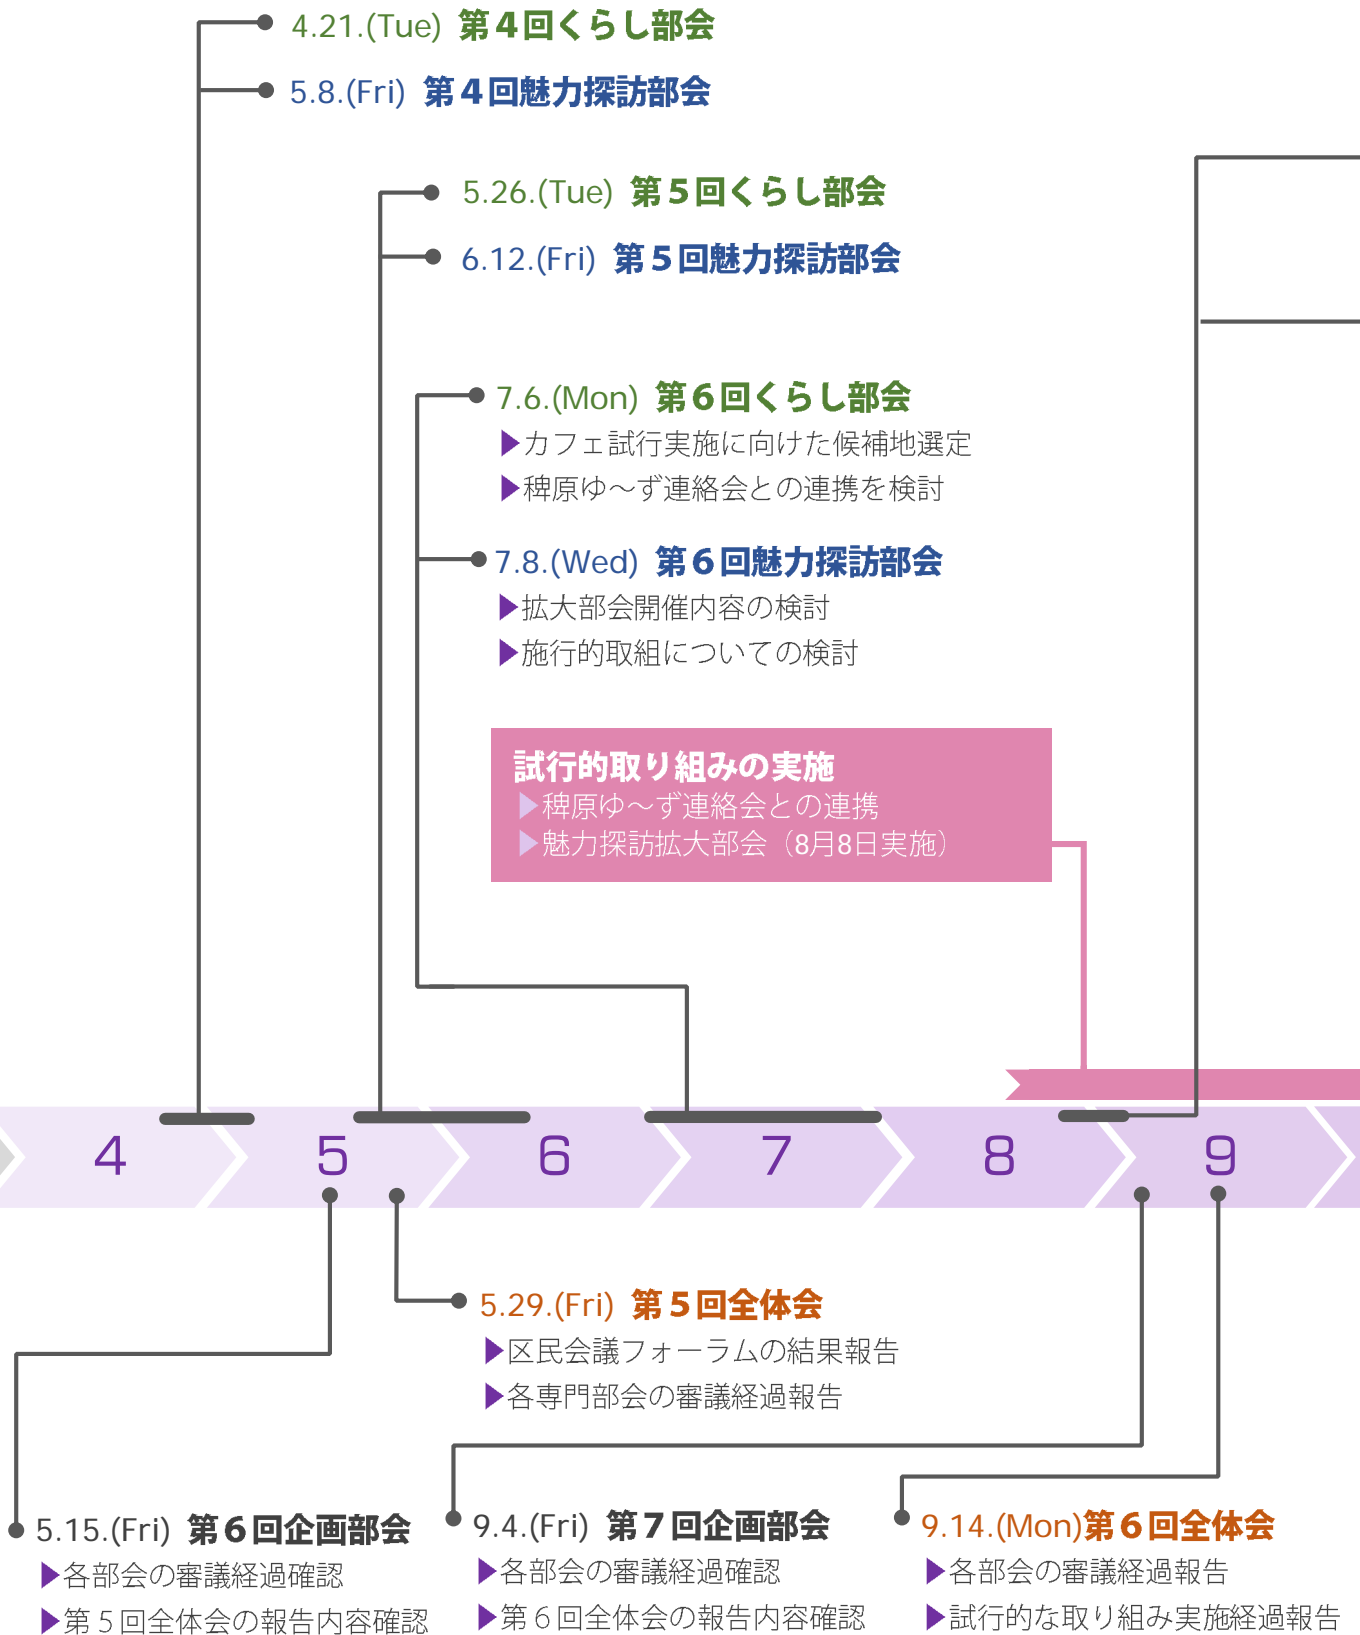 4.21.(Tue) 第4回くらし部会
5.8.(Fri) 第4回魅力探訪部会
5.26.(Tue) 第5回くらし部会
6.12.(Fri) 第5回魅力探訪部会
7.6.(Mon) 第6回くらし部会
▶カフェ試行実施に向けた候補地選定
▶稗原ゆ～ず連絡会との連携を検討
7.8.(Wed) 第6回魅力探訪部会
▶拡大部会開催内容の検討
▶施行的取組についての検討
試行的取り組みの実施
▶稗原ゆ～ず連絡会との連携
▶魅力探訪拡大部会（8月8日実施）
4 5 6 7 8 9
5.29.(Fri) 第5回全体会
▶区民会議フォーラムの結果報告
▶各専門部会の審議経過報告
5.15.(Fri) 第6回企画部会
▶各部会の審議経過確認
▶第5回全体会の報告内容確認
9.4.(Fri) 第7回企画部会
▶各部会の審議経過確認
▶第6回全体会の報告内容確認
9.14.(Mon)第6回全体会
▶各部会の審議経過報告
▶試行的な取り組み実施経過報告